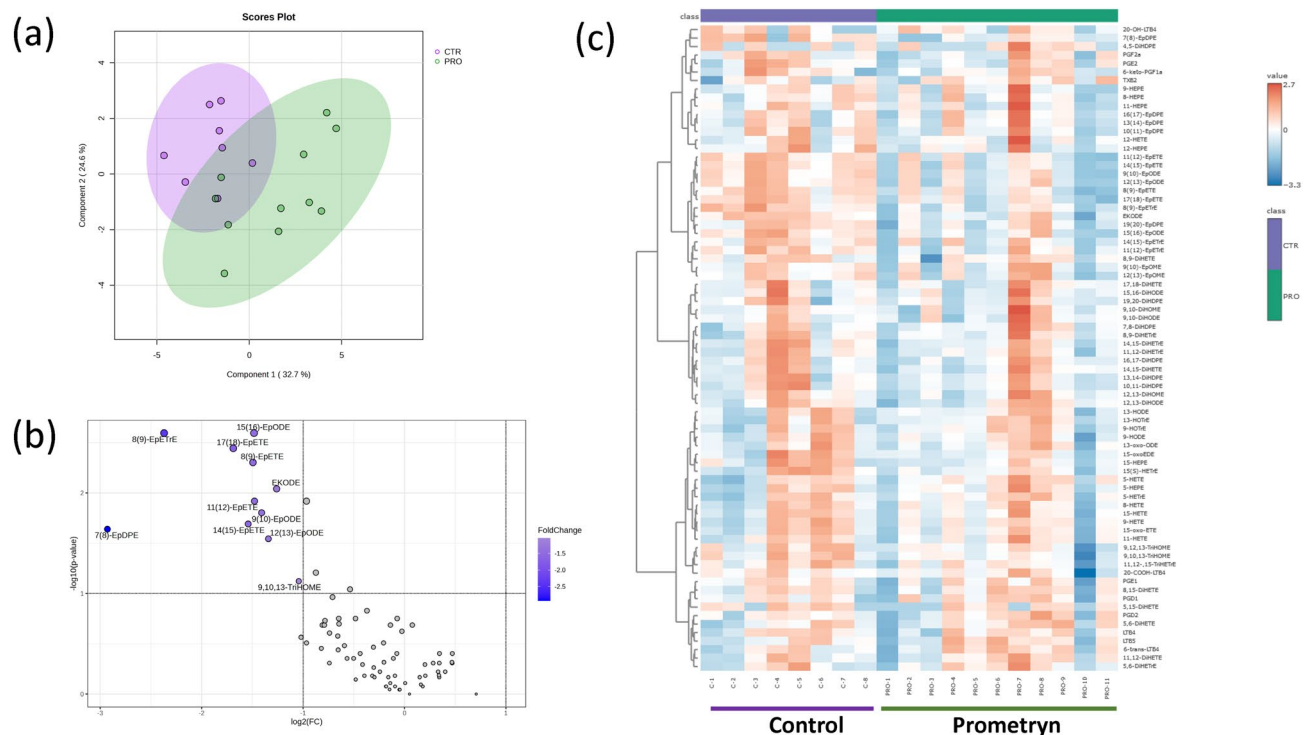 (a)
Scores Plot
CTR
PRO
4
2
0
-2
-4
Component 2 ( 24.6 %)
-5
0
5
Component 1 ( 32.7 %)
(b)
8(9)-EpETrE
15(16)-EpODE
17(18)-EpETE
8(9)-EpETE
EKODE
11(12)-EpETE
9(10)-EpODE
14(15)-EpETE
12(13)-EpODE
7(8)-EpDPE
9,10,13-TriHOME
2
1
0
-log10(p-value)
-3
-2
-1
0
1
log2(FC)
FoldChange
-1.0
-1.5
-2.0
-2.5
(c)
class
20-OH-LTB4
7(8)-EpDPE
4,5-DiHDPE
PGF2a
PGE2
6-keto-PGF1a
TXB2
9-HEPE
8-HEPE
11-HEPE
16(17)-EpDPE
13(14)-EpDPE
10(11)-EpDPE
12-HETE
12-HEPE
11(12)-EpETE
14(15)-EpETE
9(10)-EpODE
12(13)-EpODE
8(9)-EpETE
17(18)-EpETE
8(9)-EpETrE
EKODE
19(20)-EpDPE
15(16)-EpODE
14(15)-EpETrE
11(12)-EpETrE
8,9-DiHETE
9(10)-EpOME
12(13)-EpOME
17,18-DiHETE
15,16-DiHODE
19,20-DiHDPE
9,10-DiHOME
9,10-DiHODE
7,8-DiHDPE
8,9-DiHETrE
14,15-DiHETrE
11,12-DiHETrE
16,17-DiHDPE
14,15-DiHETE
13,14-DiHDPE
10,11-DiHDPE
12,13-DiHOME
12,13-DiHODE
13-HODE
13-HOTrE
9-HOTrE
9-HODE
13-oxo-ODE
15-oxoEDE
15-HEPE
15(S)-HETrE
5-HETE
5-HEPE
5-HETrE
8-HETE
15-HETE
9-HETE
15-oxo-ETE
11-HETE
9,12,13-TriHOME
9,10,13-TriHOME
11,12-,15-TriHETrE
20-COOH-LTB4
PGE1
8,15-DiHETE
PGD1
5,15-DiHETE
PGD2
5,6-DiHETE
LTB4
LTB5
6-trans-LTB4
11,12-DiHETE
5,6-DiHETrE
C-1
C-2
C-3
C-4
C-5
C-6
C-7
C-8
PRO-1
PRO-2
PRO-3
PRO-4
PRO-5
PRO-6
PRO-7
PRO-8
PRO-9
PRO-10
PRO-11
Control
Prometryn
value
2.7
-3.3
class
CTR
PRO